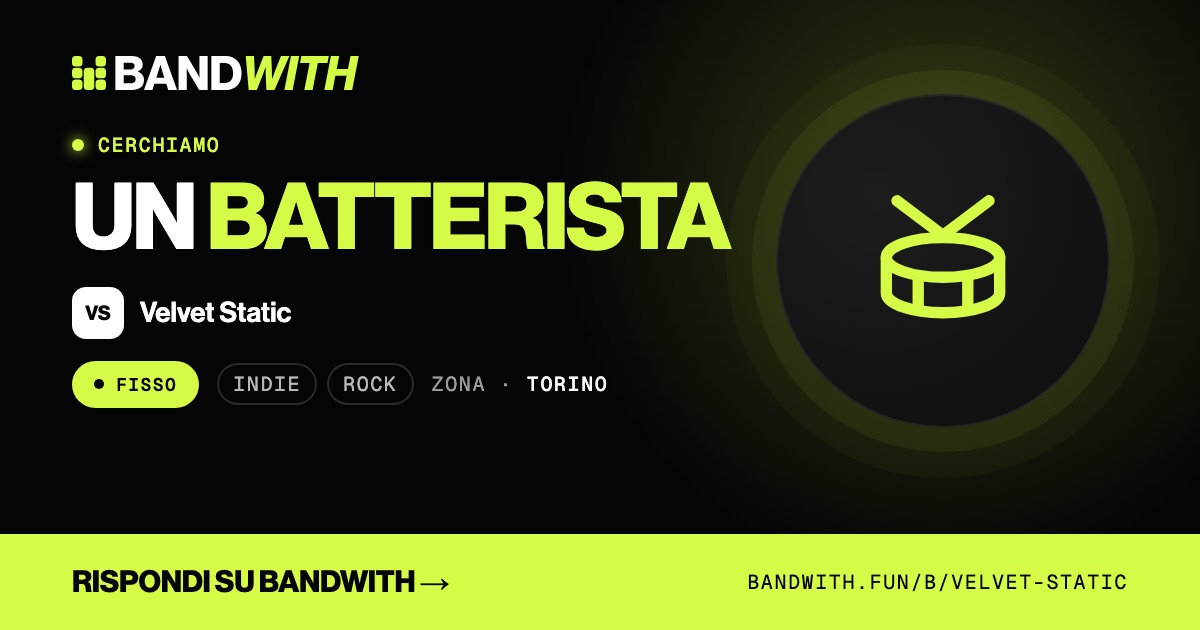 BANDWITH
CERCHIAMO
UN BATTERISTA
VS Velvet Static
FISSO INDIE ROCK ZONA · TORINO
RISPONDI SU BANDWITH →
BANDWITH.FUN/B/VELVET-STATIC